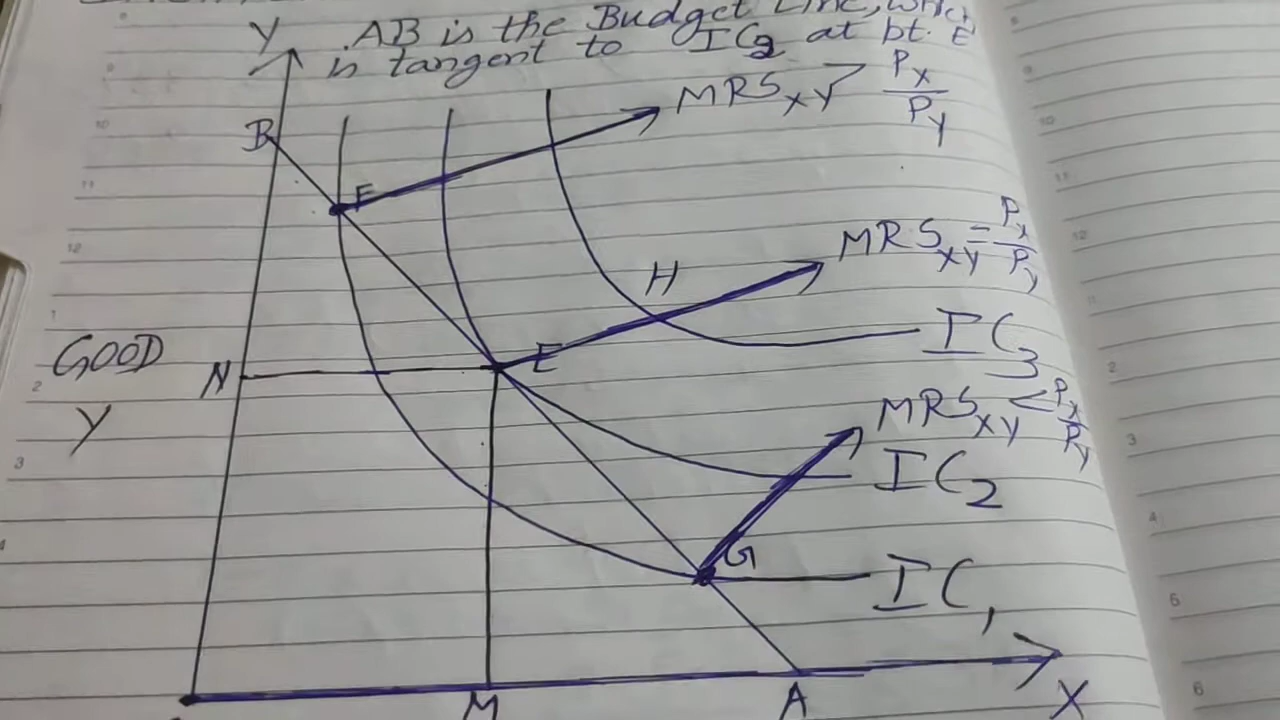 AB is the Budget Line, which
is tangent to IC2 at pt. E
Y
B
F
MRSXY > PX/PY
H
MRSXY = Px/Py
E
IC3
GOOD
Y
N
MRSXY < Px/Py
IC2
G
IC1
M
A
X